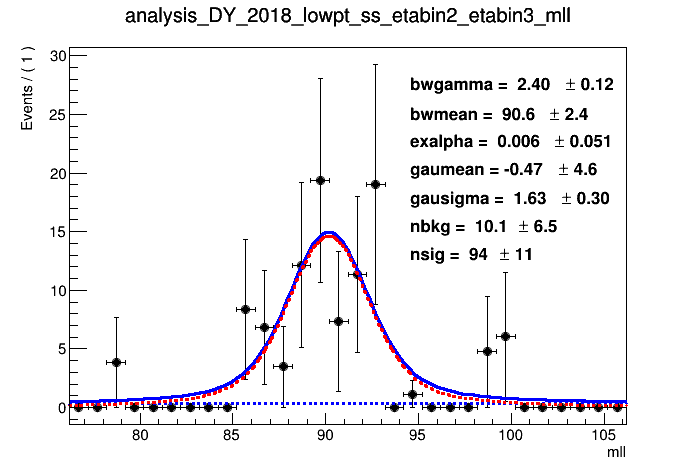 analysis_DY_2018_lowpt_ss_etabin2_etabin3_mll
Events / ( 1 )
30
25
20
15
10
5
0
bwgamma = 2.40 ± 0.12
bwmean = 90.6 ± 2.4
exalpha = 0.006 ± 0.051
gaumean = -0.47 ± 4.6
gausigma = 1.63 ± 0.30
nbkg = 10.1 ± 6.5
nsig = 94 ± 11
80 85 90 95 100 105
mll